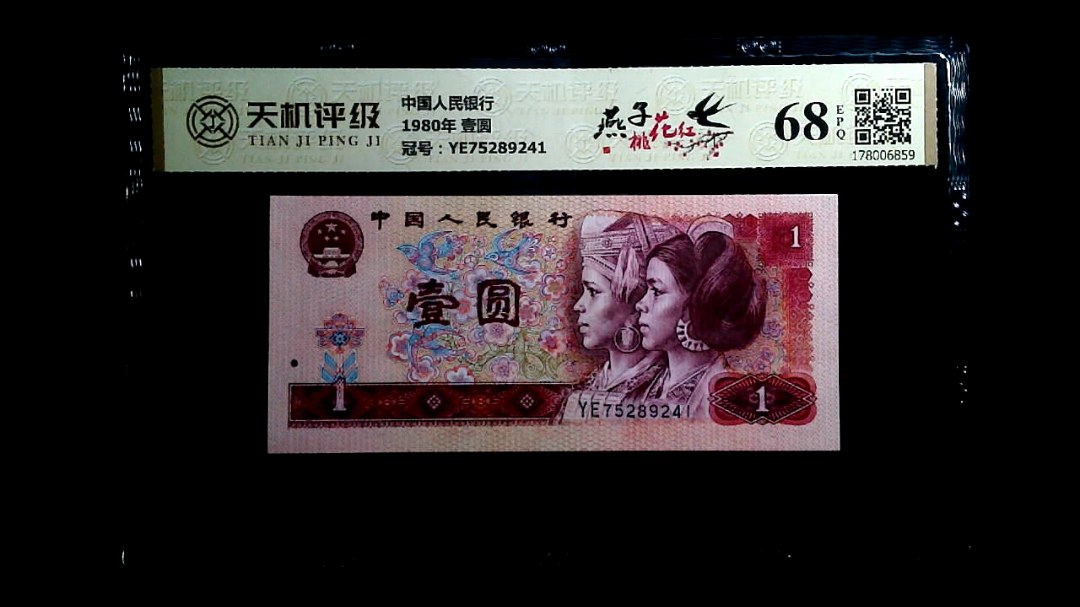 天机评级
TIAN JI PING JI
中国人民银行
1980年 壹圆
冠号：YE75289241
燕子
桃花红
68
EPQ
178006859
中国人民银行
1
壹圆
1
YE75289241
1